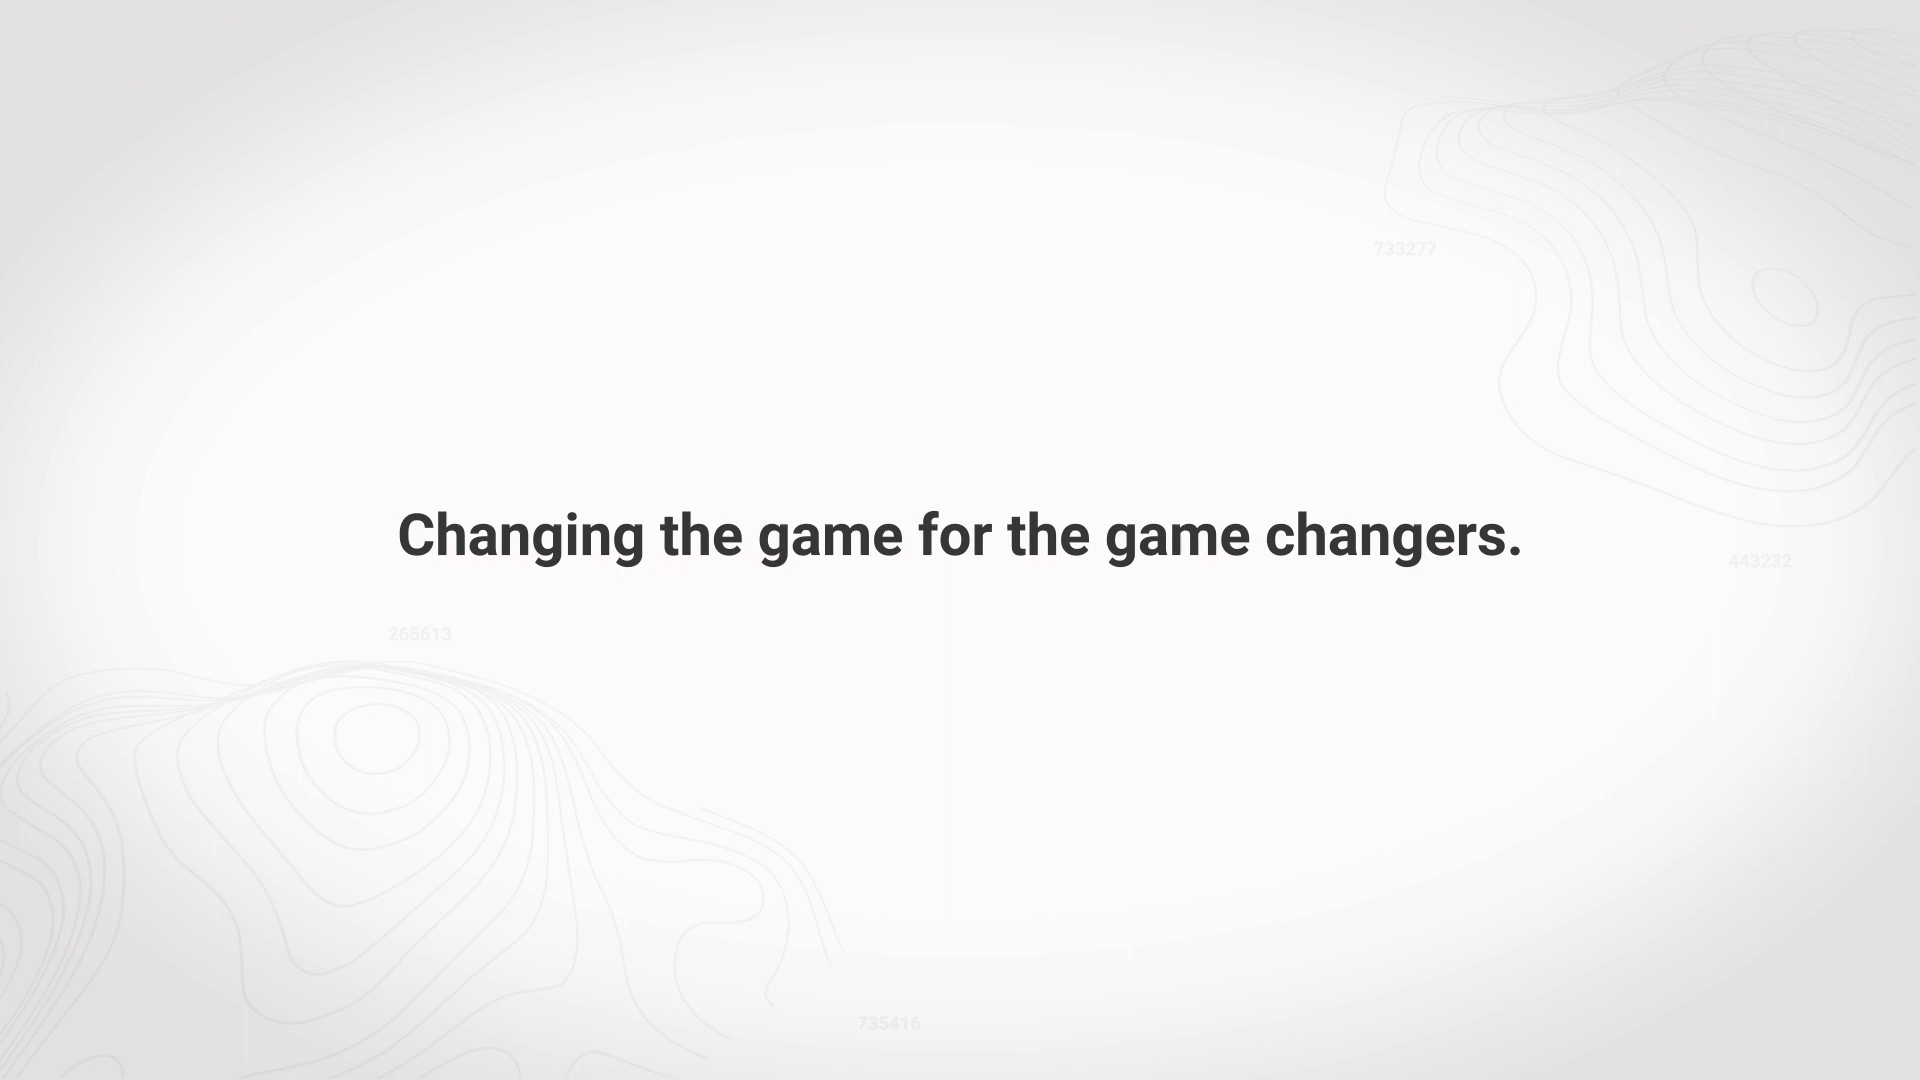 733277
Changing the game for the game changers.
443232
265613
735416